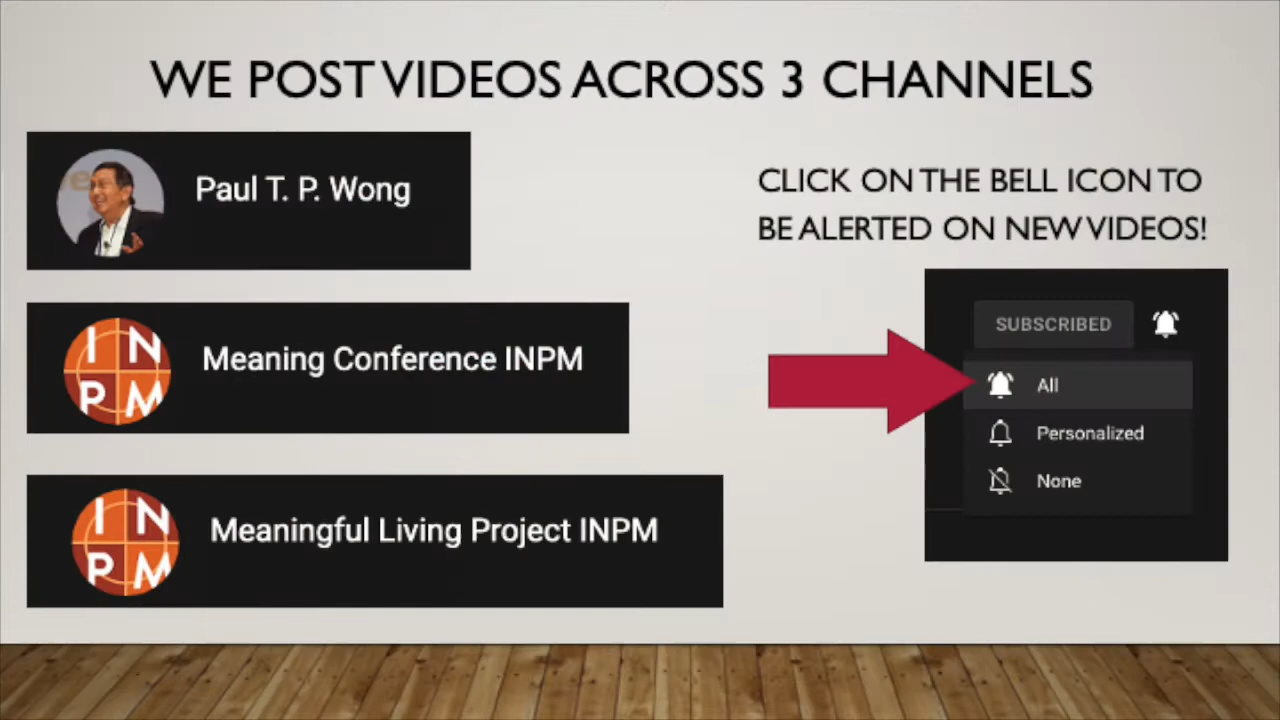 WE POST VIDEOS ACROSS 3 CHANNELS
Paul T. P. Wong
CLICK ON THE BELL ICON TO
BE ALERTED ON NEW VIDEOS!
SUBSCRIBED
I N
P M
Meaning Conference INPM
All
Personalized
None
I N
P M
Meaningful Living Project INPM